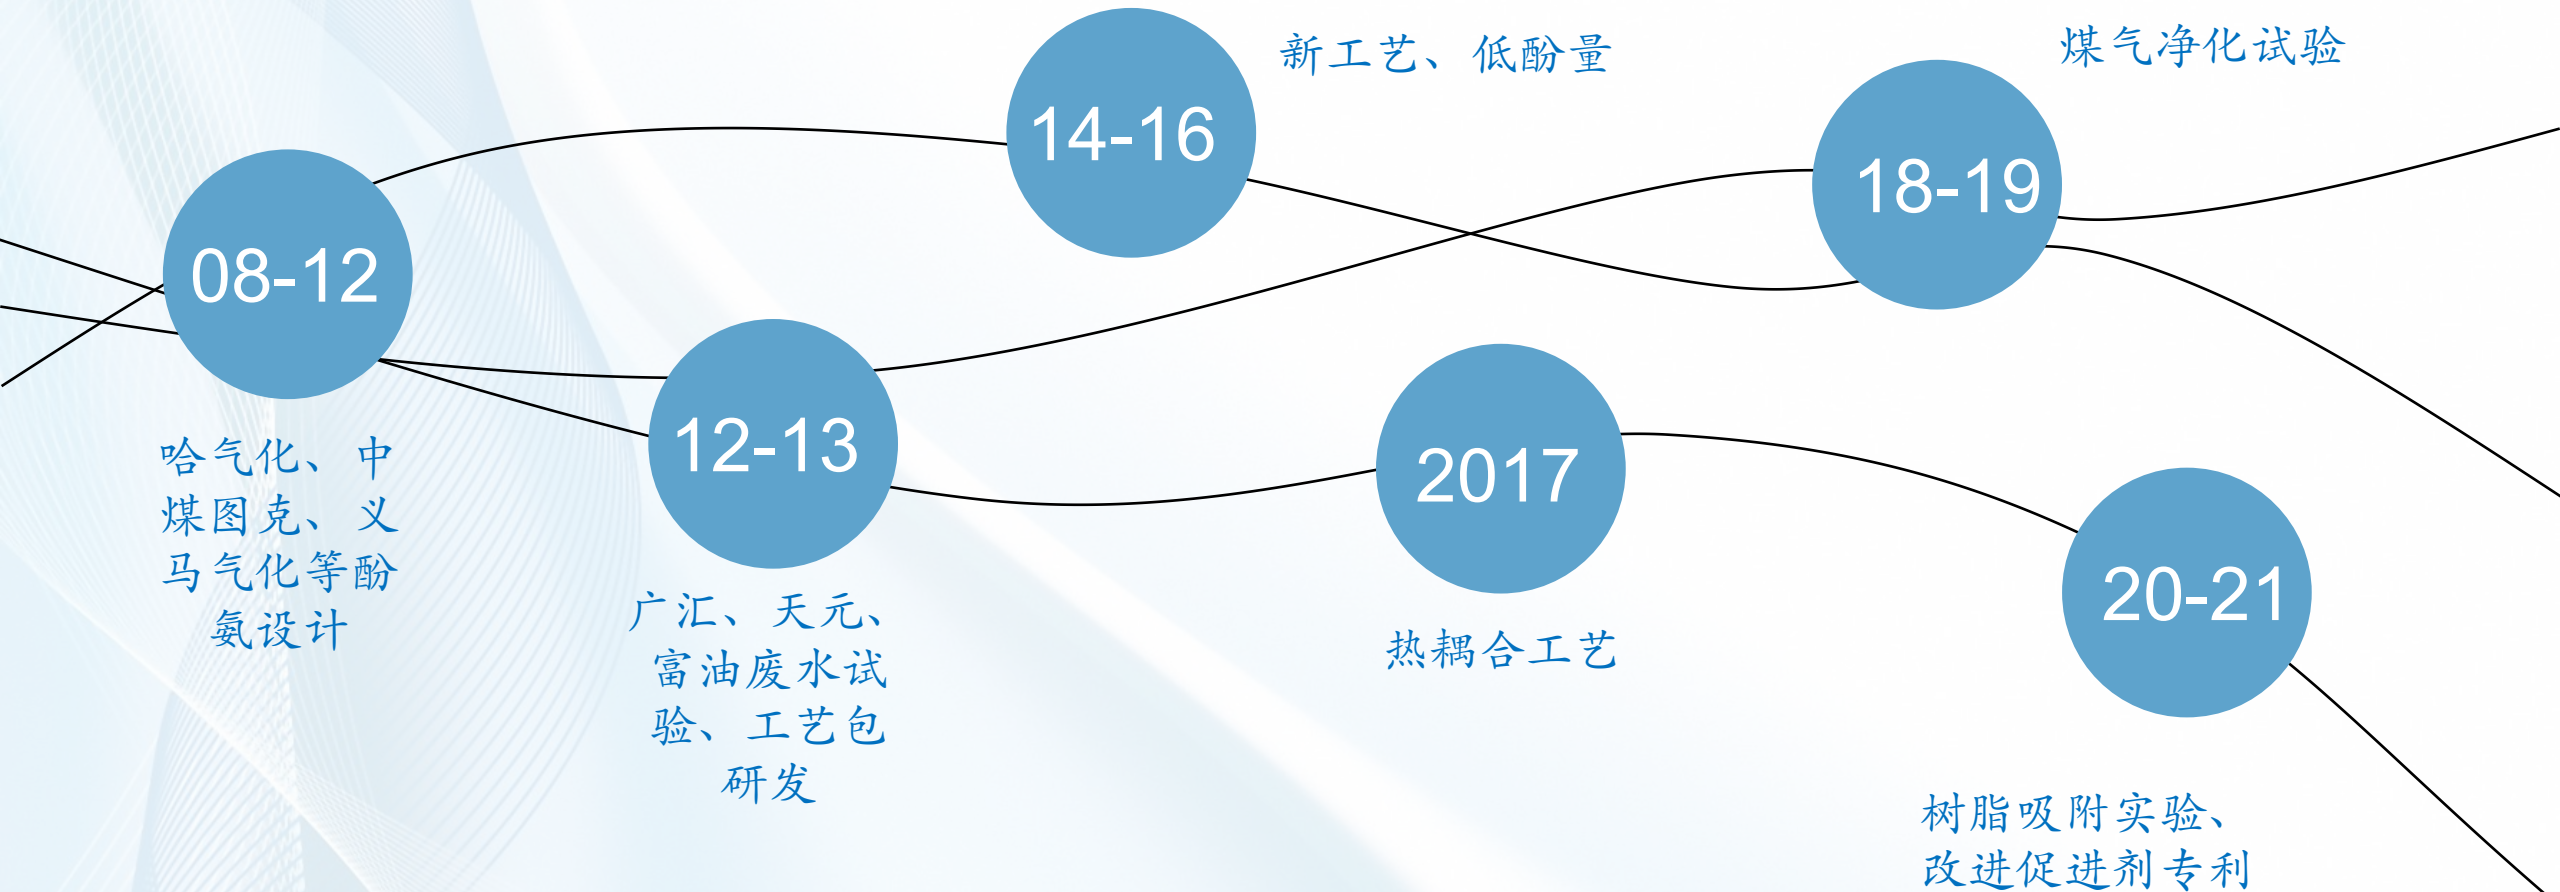 08-12
哈气化、中
煤图克、义
马气化等酚
氨设计
12-13
广汇、天元、
富油废水试
验、工艺包
研发
14-16
新工艺、低酚量
2017
热耦合工艺
18-19
煤气净化试验
20-21
树脂吸附实验、
改进促进剂专利